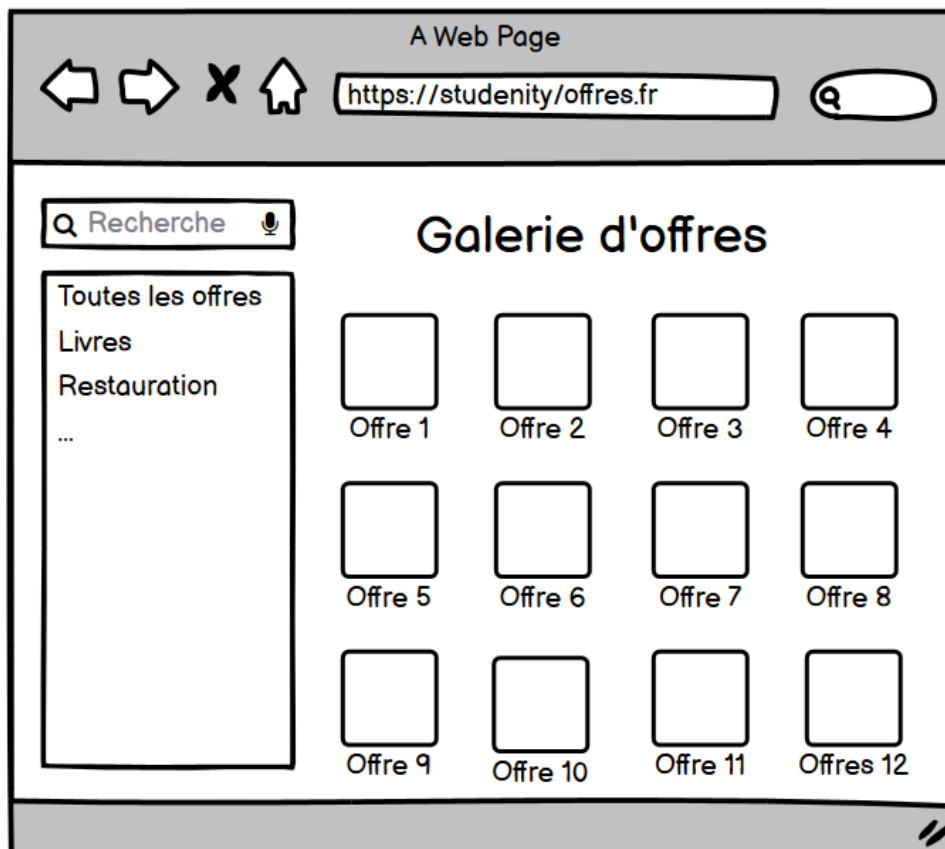 A Web Page
https://studenity/offres.fr
Recherche
Galerie d'offres
Toutes les offres
Livres
Restauration
...
Offre 1
Offre 2
Offre 3
Offre 4
Offre 5
Offre 6
Offre 7
Offre 8
Offre 9
Offre 10
Offre 11
Offres 12